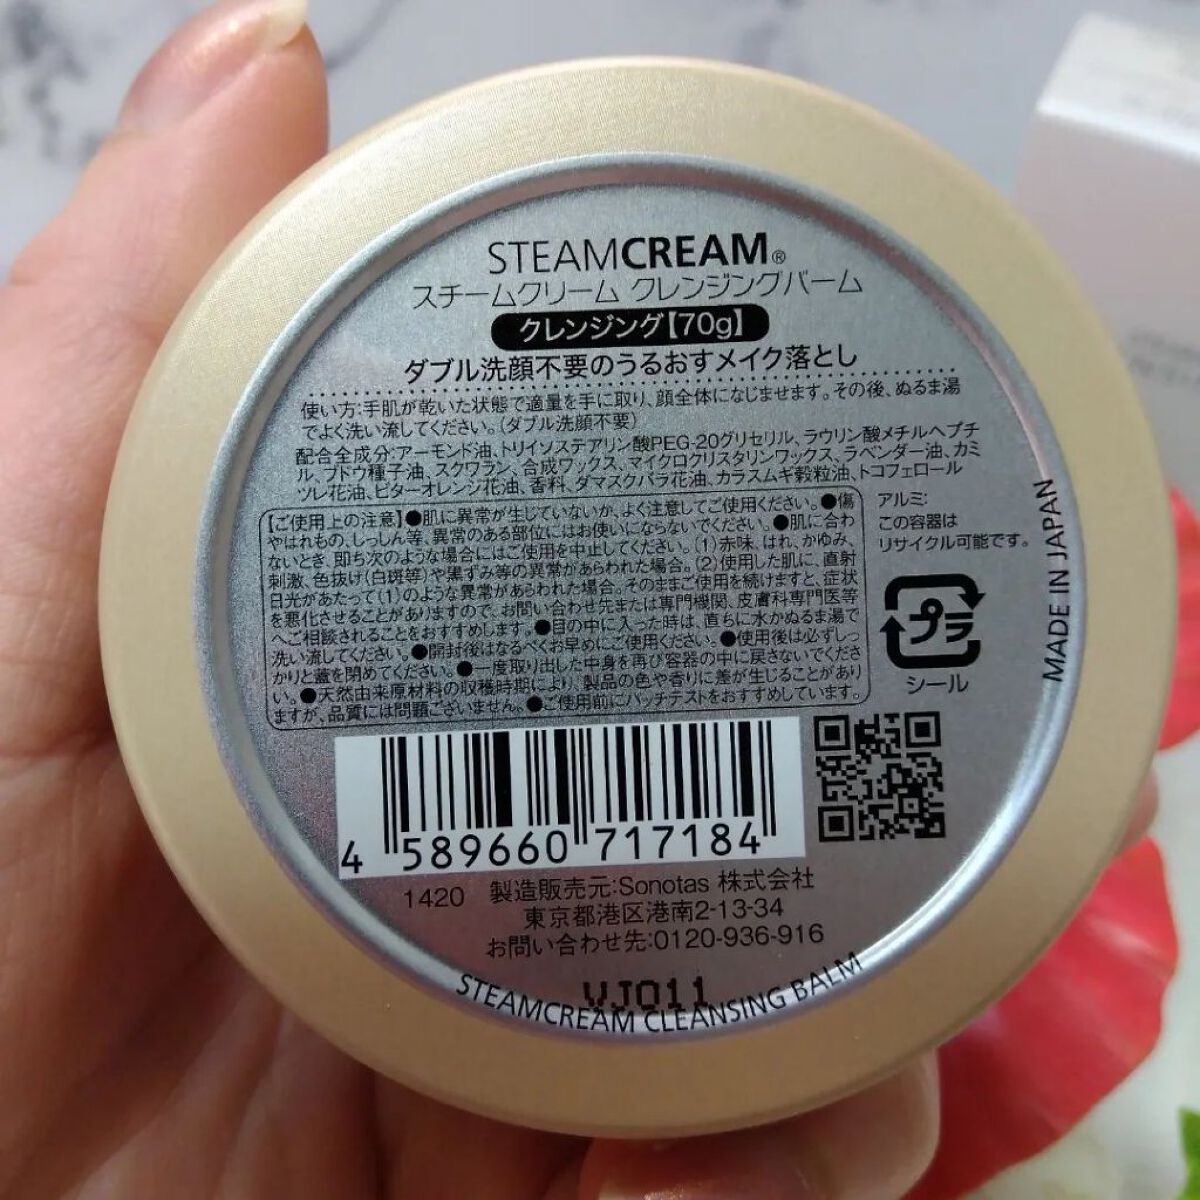 STEAMCREAM®
スチームクリーム クレンジングバーム
クレンジング【70g】
ダブル洗顔不要のうるおすメイク落とし
使い方:手肌が乾いた状態で適量を手に取り、顔全体になじませます。その後、ぬるま湯
でよく洗い流してください。(ダブル洗顔不要)
配合全成分:アーモンド油、トリイソステアリン酸PEG-20グリセリル、ラウリン酸メチルヘプチ
ル、ブドウ種子油、スクワラン、合成ワックス、マイクロクリスタリンワックス、ラベンダー油、カミ
ツレ花油、ビターオレンジ花油、香料、ダマスクバラ花油、カラスムギ穀粒油、トコフェロール
【ご使用上の注意】●肌に異常が生じていないか、よく注意してご使用ください。●傷
やはれもの、しっしん等、異常のある部位にはお使いにならないでください。●肌に合わ
ないとき、即ち次のような場合にはご使用を中止してください。(1)赤味、はれ、かゆみ、
刺激、色抜け(白斑等)や黒ずみ等の異常があらわれた場合。(2)使用した肌に、直射
日光があたって(1)のような異常があらわれた場合。そのままご使用を続けますと、症状
を悪化させることがありますので、お問い合わせ先または専門機関、皮膚科専門医等
へご相談されることをおすすめします。●目の中に入った時は、直ちに水かぬるま湯で
洗い流してください。●開封後はなるべくお早めにご使用ください。●使用後は必ずしっ
かりと蓋を閉めてください。●一度取り出した中身を再び容器の中に戻さないでくださ
い。●天然由来原材料の収穫時期により、製品の色や香りに差が生じることがあり
ますが、品質には問題ございません。●ご使用前にパッチテストをおすすめしています。
アルミ:
この容器は
リサイクル可能です。
プラ
シール
MADE IN JAPAN
4 589660 717184
1420 製造販売元:Sonotas 株式会社
東京都港区港南2-13-34
お問い合わせ先:0120-936-916
VJ011
STEAMCREAM CLEANSING BALM